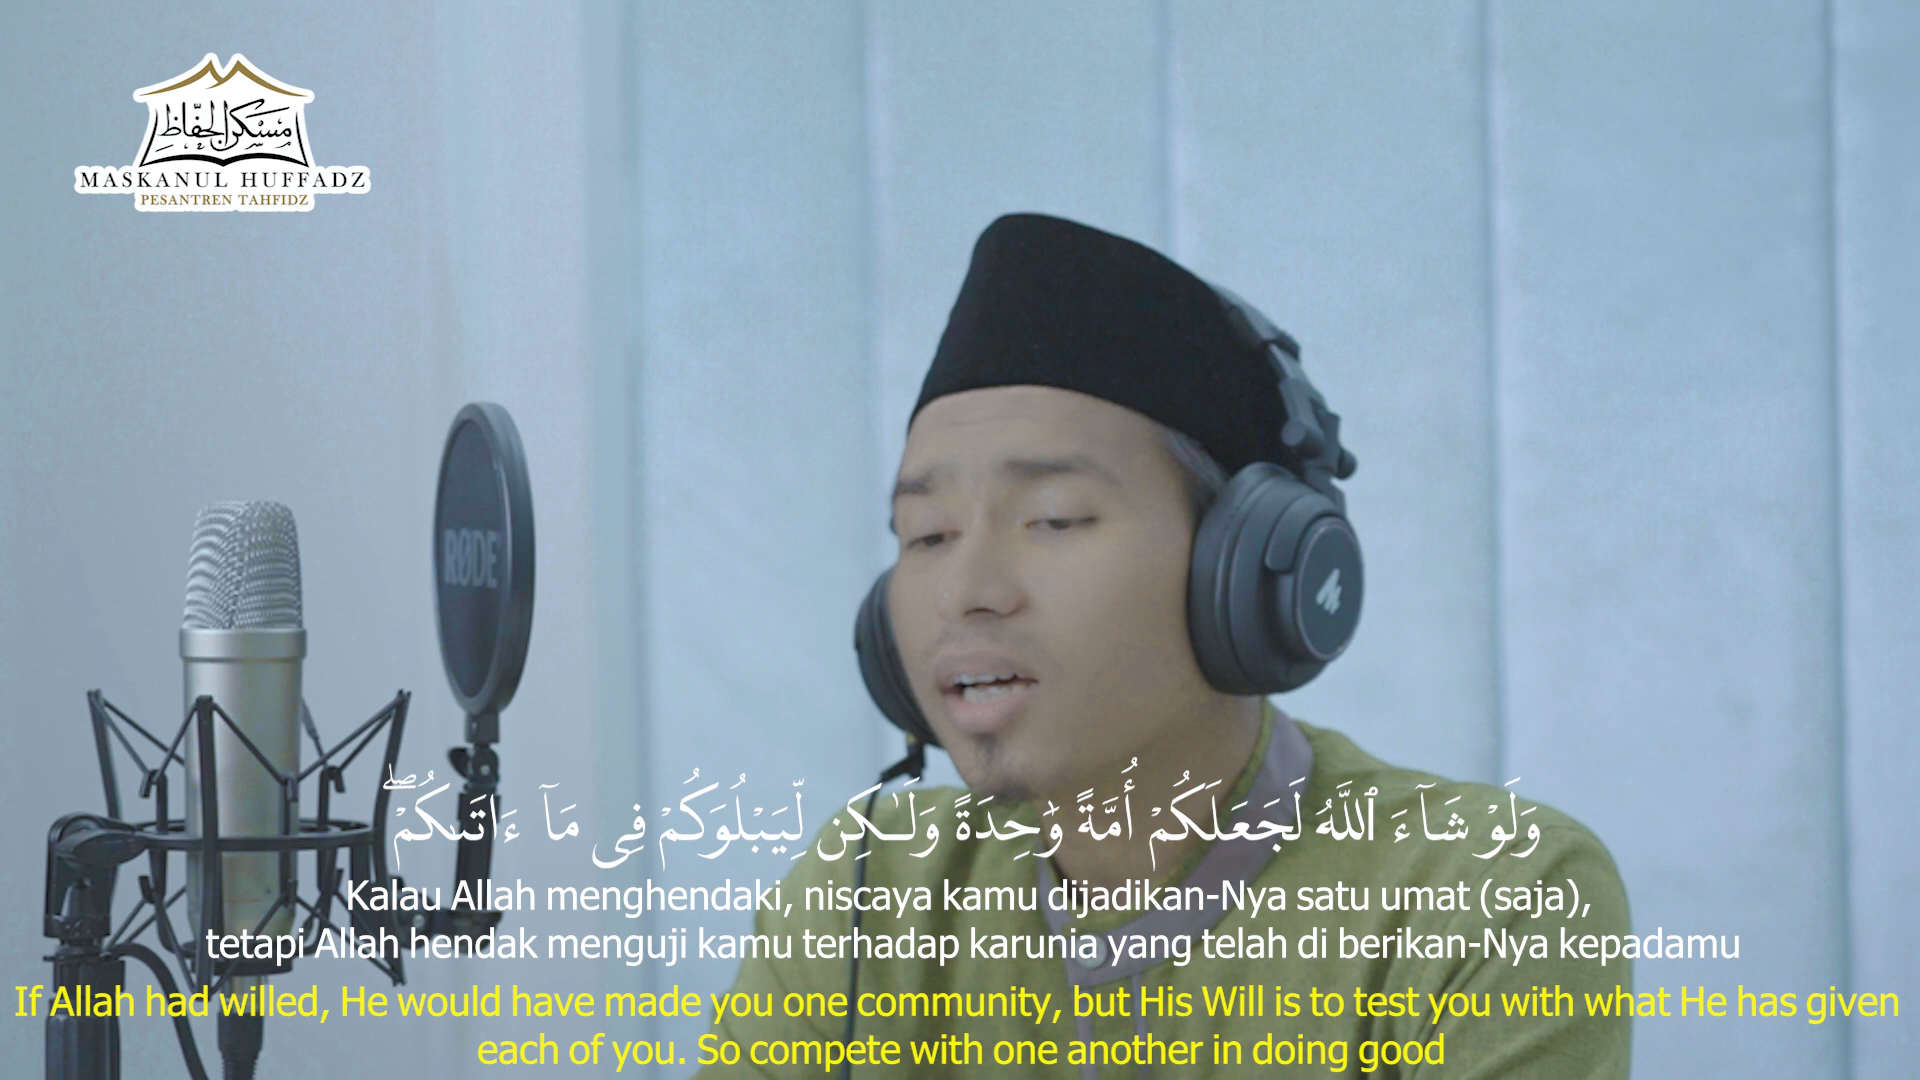 مسكن الحفاظ
MASKANUL HUFFADZ
PESANTREN TAHFIDZ
RØDE
وَلَوْ شَآءَ ٱللَّهُ لَجَعَلَكُمْ أُمَّةً وَٰحِدَةً وَلَـٰكِن لِّيَبْلُوَكُمْ فِى مَآ ءَاتَىٰكُمْ ۖ
Kalau Allah menghendaki, niscaya kamu dijadikan-Nya satu umat (saja),
tetapi Allah hendak menguji kamu terhadap karunia yang telah di berikan-Nya kepadamu
If Allah had willed, He would have made you one community, but His Will is to test you with what He has given
each of you. So compete with one another in doing good